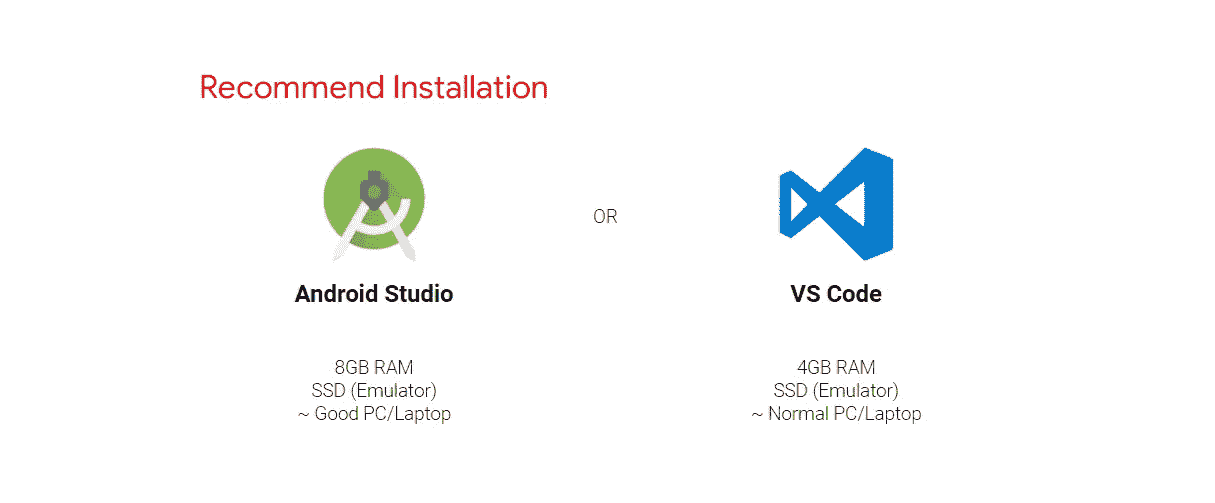 Recommend Installation
OR
Android Studio
VS Code
8GB RAM
SSD (Emulator)
~ Good PC/Laptop
4GB RAM
SSD (Emulator)
~ Normal PC/Laptop